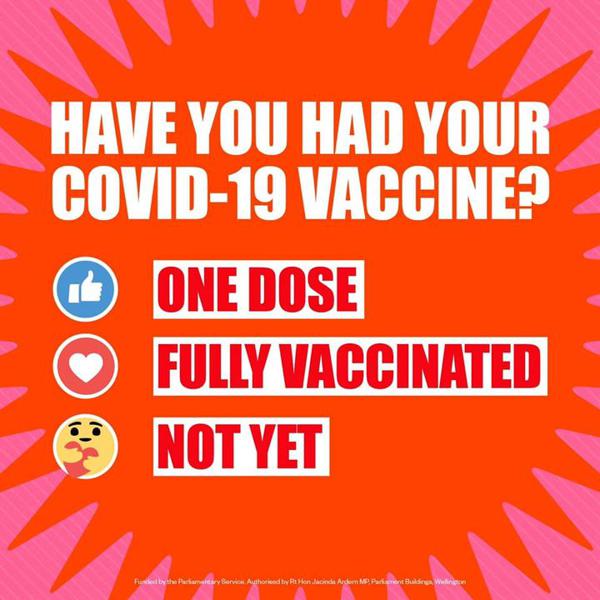 HAVE YOU HAD YOUR
COVID-19 VACCINE?
ONE DOSE
FULLY VACCINATED
NOT YET
Funded by the Parliamentary Service. Authorised by Rt Hon Jacinda Ardern MP, Parliament Buildings, Wellington